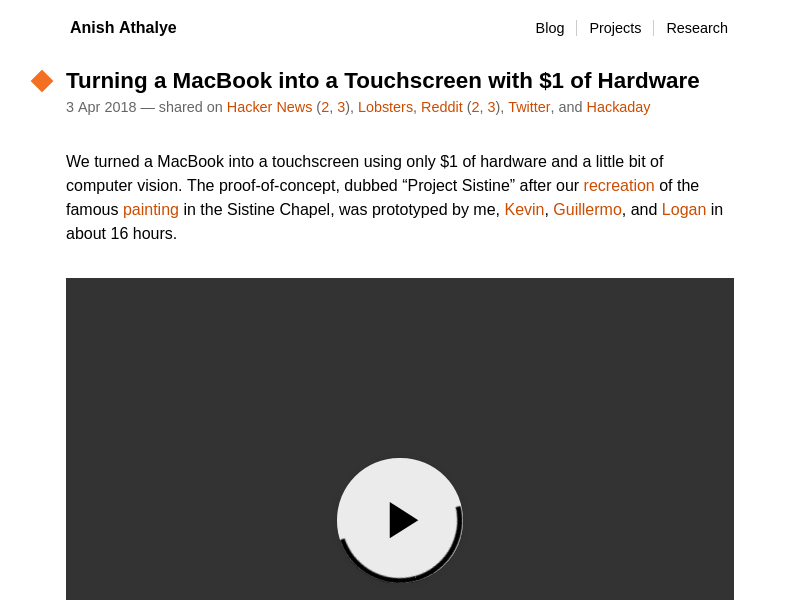 Anish Athalye
Blog
Projects
Research
Turning a MacBook into a Touchscreen with $1 of Hardware
3 Apr 2018 — shared on Hacker News (2, 3), Lobsters, Reddit (2, 3), Twitter, and Hackaday
We turned a MacBook into a touchscreen using only $1 of hardware and a little bit of
computer vision. The proof-of-concept, dubbed “Project Sistine” after our recreation of the
famous painting in the Sistine Chapel, was prototyped by me, Kevin, Guillermo, and Logan in
about 16 hours.